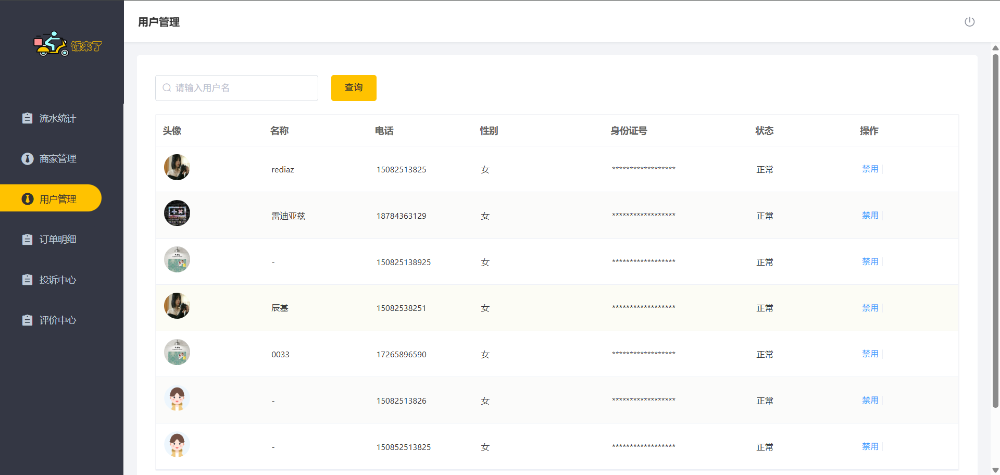 饭来了
用户管理
流水统计
商家管理
用户管理
订单明细
投诉中心
评价中心
请输入用户名
查询
头像 名称 电话 性别 身份证号 状态 操作
rediaz 15082513825 女 ****************** 正常 禁用
雷迪亚兹 18784363129 女 ****************** 正常 禁用
- 150825138925 女 ****************** 正常 禁用
辰基 15082538251 女 ****************** 正常 禁用
0033 17265896590 女 ****************** 正常 禁用
- 15082513826 女 ****************** 正常 禁用
- 150852513825 女 ****************** 正常 禁用